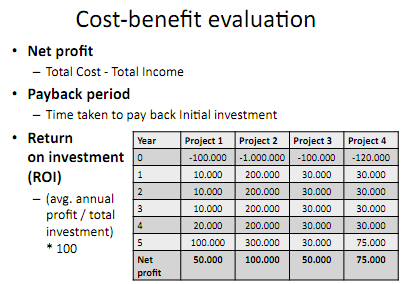 Cost-benefit evaluation
• Net profit
– Total Cost - Total Income
• Payback period
– Time taken to pay back Initial investment
• Return
on investment
(ROI)
– (avg. annual
profit / total
investment)
* 100
Year Project 1 Project 2 Project 3 Project 4
0 -100.000 -1.000.000 -100.000 -120.000
1 10.000 200.000 30.000 30.000
2 10.000 200.000 30.000 30.000
3 10.000 200.000 30.000 30.000
4 20.000 200.000 30.000 30.000
5 100.000 300.000 30.000 75.000
Net
profit 50.000 100.000 50.000 75.000